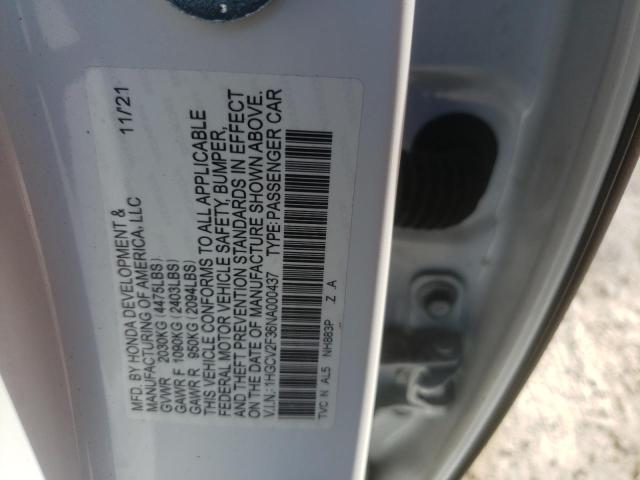 MFD. BY HONDA DEVELOPMENT & 11/21
MANUFACTURING OF AMERICA, LLC
GVWR 2030KG (4475LBS)
GAWR F 1090KG (2403LBS)
GAWR R 950KG (2094LBS)
THIS VEHICLE CONFORMS TO ALL APPLICABLE
FEDERAL MOTOR VEHICLE SAFETY, BUMPER,
AND THEFT PREVENTION STANDARDS IN EFFECT
ON THE DATE OF MANUFACTURE SHOWN ABOVE.
V.I.N.: 1HGCV2F36NA000437 TYPE: PASSENGER CAR
TVC N AL5 NH883P Z A